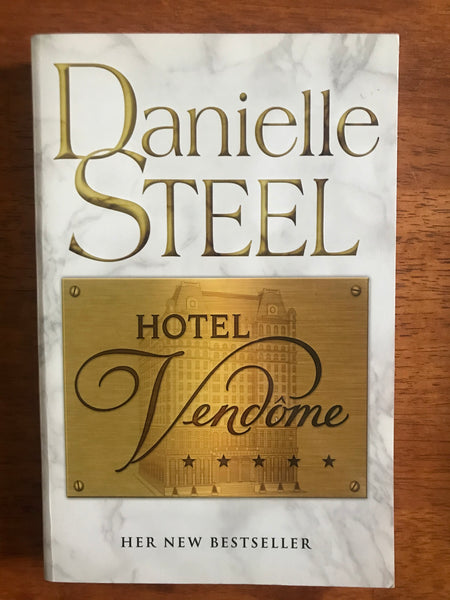 Danielle
STEEL
HOTEL
Vendôme
★ ★ ★ ★ ★
HER NEW BESTSELLER